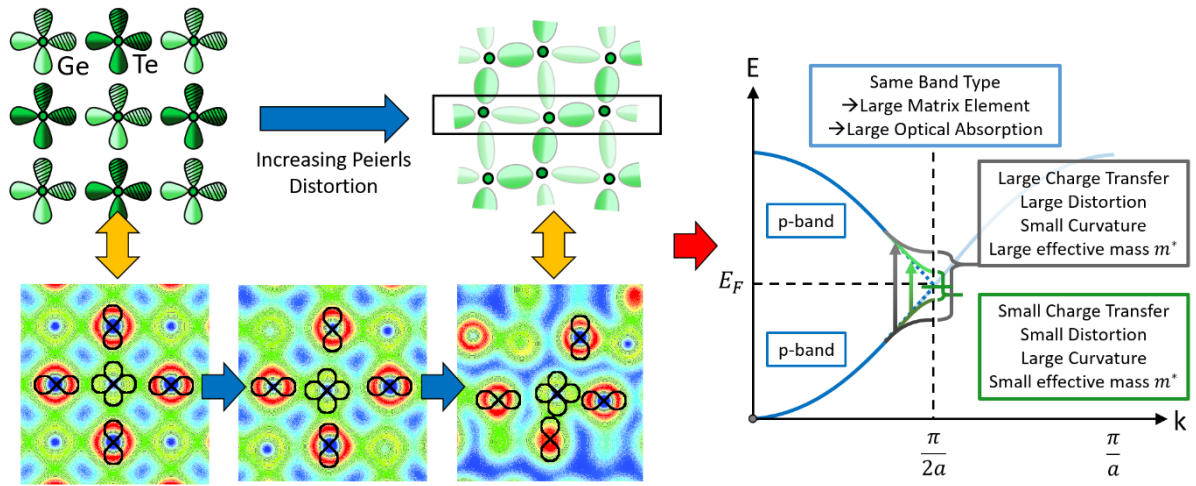 Ge
Te
Increasing Peierls
Distortion
E
Same Band Type
→Large Matrix Element
→Large Optical Absorption
p-band
Large Charge Transfer
Large Distortion
Small Curvature
Large effective mass m*
E_F
p-band
Small Charge Transfer
Small Distortion
Large Curvature
Small effective mass m*
k
π/2a
π/a